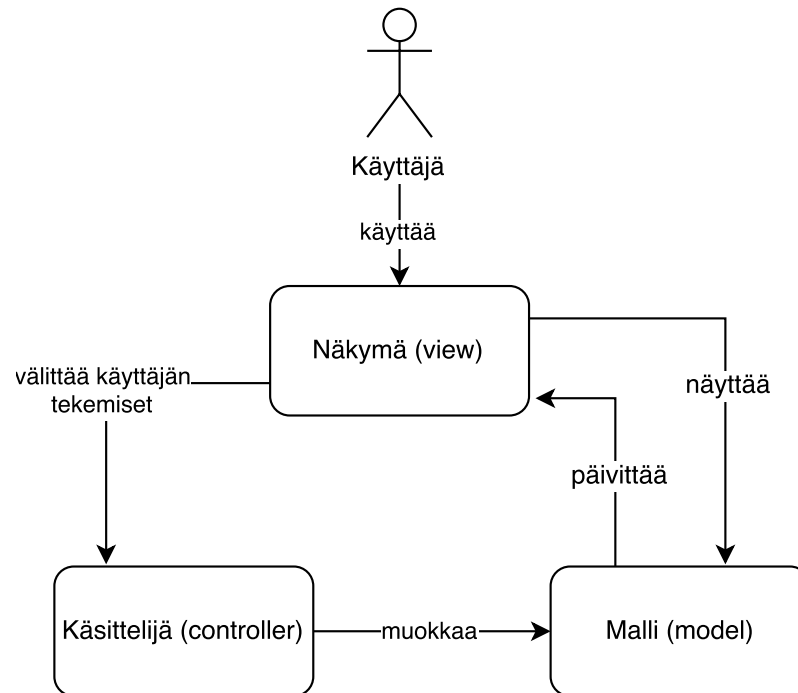 Käyttäjä
käyttää
Näkymä (view)
välittää käyttäjän
tekemiset
näyttää
päivittää
Käsittelijä (controller)
muokkaa
Malli (model)